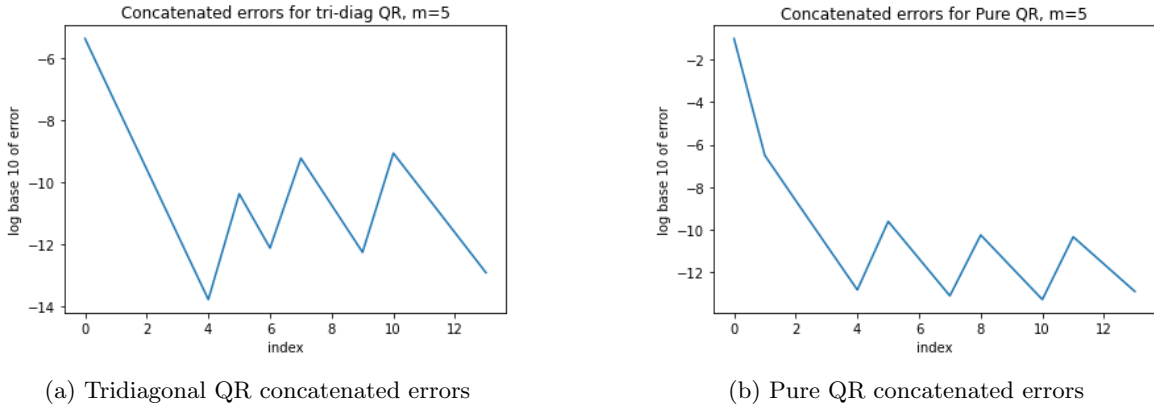 Concatenated errors for tri-diag QR, m=5
log base 10 of error
−6
−8
−10
−12
−14
0 2 4 6 8 10 12
index
(a) Tridiagonal QR concatenated errors
Concatenated errors for Pure QR, m=5
log base 10 of error
−2
−4
−6
−8
−10
−12
0 2 4 6 8 10 12
index
(b) Pure QR concatenated errors